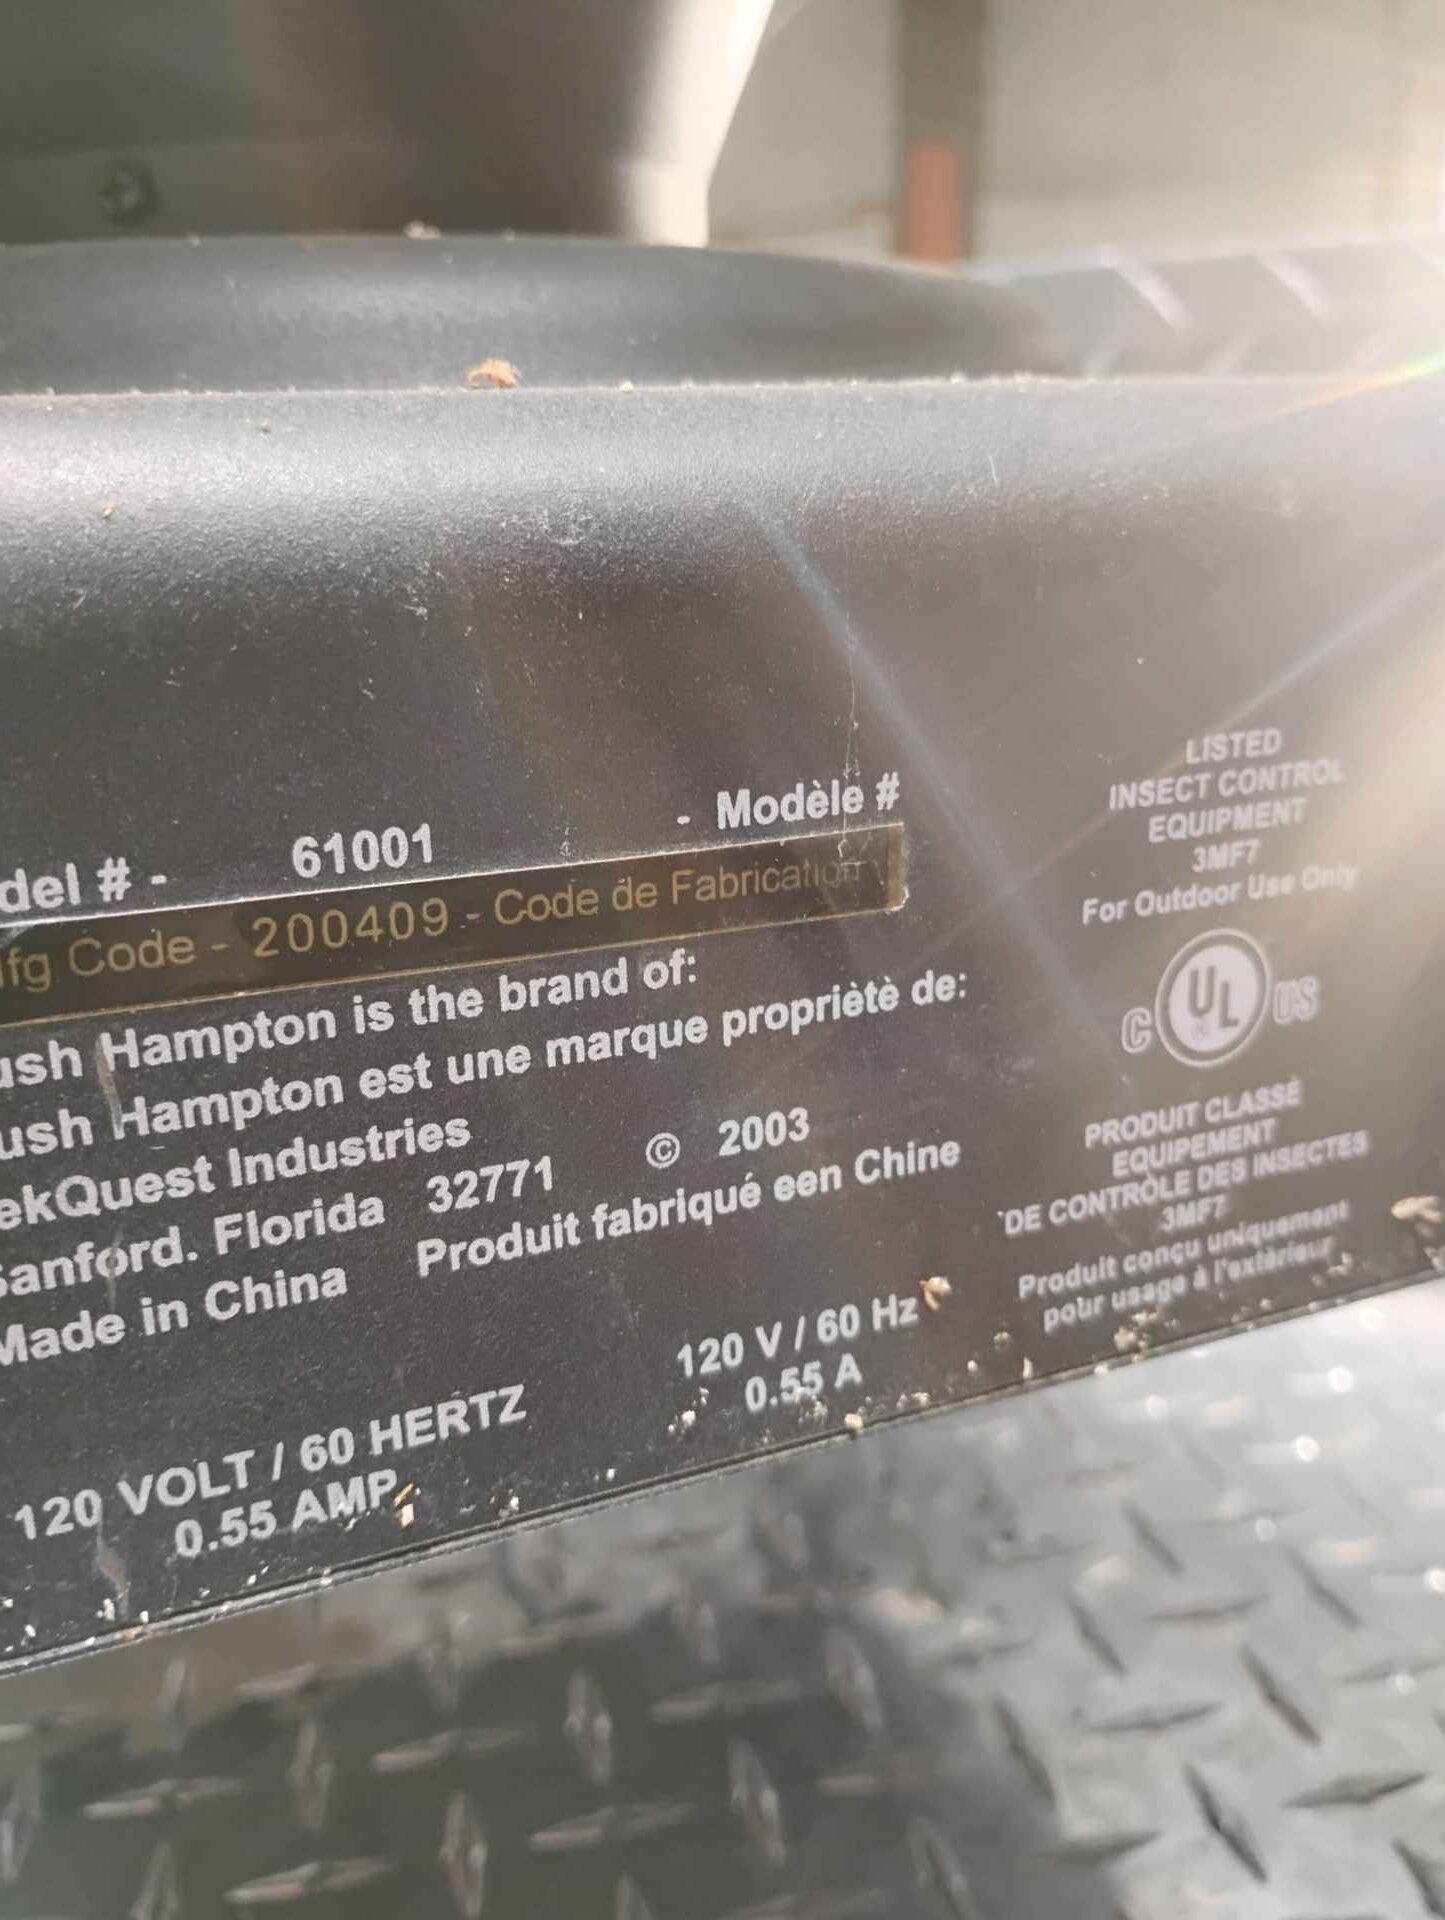 del # - 61001 - Modèle #
fg Code - 200409 - Code de Fabrication
ush Hampton is the brand of:
ush Hampton est une marque propriètè de:
ekQuest Industries
Sanford. Florida 32771 © 2003
Made in China Produit fabriqué een Chine
120 VOLT / 60 HERTZ 120 V / 60 Hz
0.55 AMP 0.55 A
LISTED
INSECT CONTROL
EQUIPMENT
3MF7
For Outdoor Use Only
C UL US
PRODUIT CLASSÉ
EQUIPEMENT
DE CONTRÔLE DES INSECTES
3MF7
Produit conçu uniquement
pour usage à l'extérieur